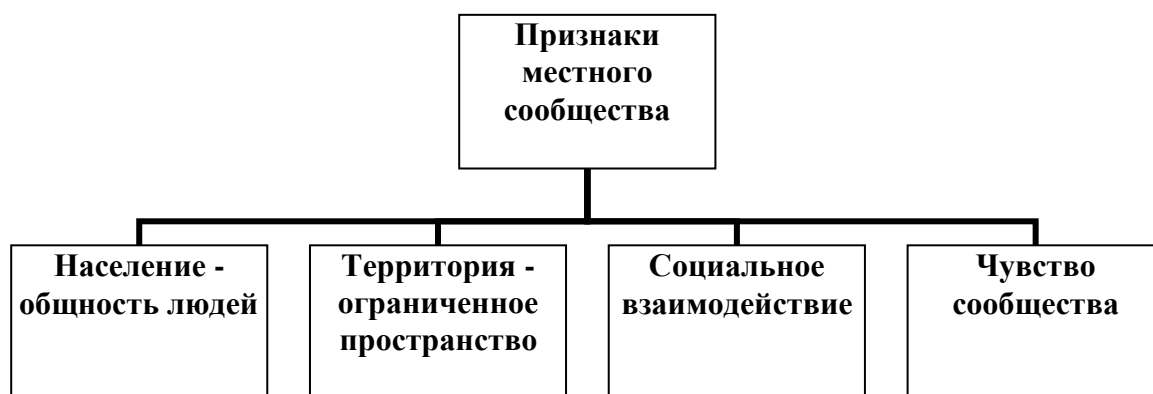 Признаки
местного
сообщества
Население -
общность людей
Территория -
ограниченное
пространство
Социальное
взаимодействие
Чувство
сообщества